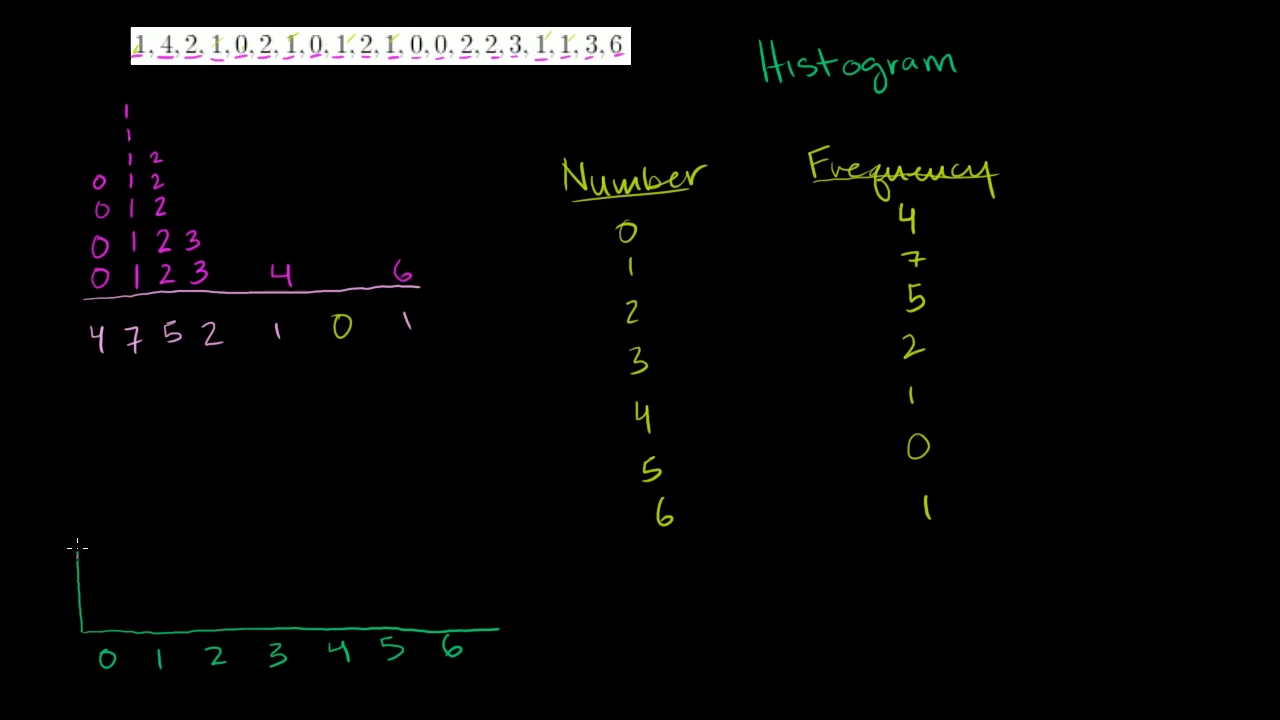 1, 4, 2, 1, 0, 2, 1, 0, 1, 2, 1, 0, 0, 2, 2, 3, 1, 1, 3, 6
Histogram
1
1
1 2
0 1 2
0 1 2
0 1 2 3
0 1 2 3 4 6
4 7 5 2 1 0 1
Number Frequency
0 4
1 7
2 5
3 2
4 1
5 0
6 1
0 1 2 3 4 5 6